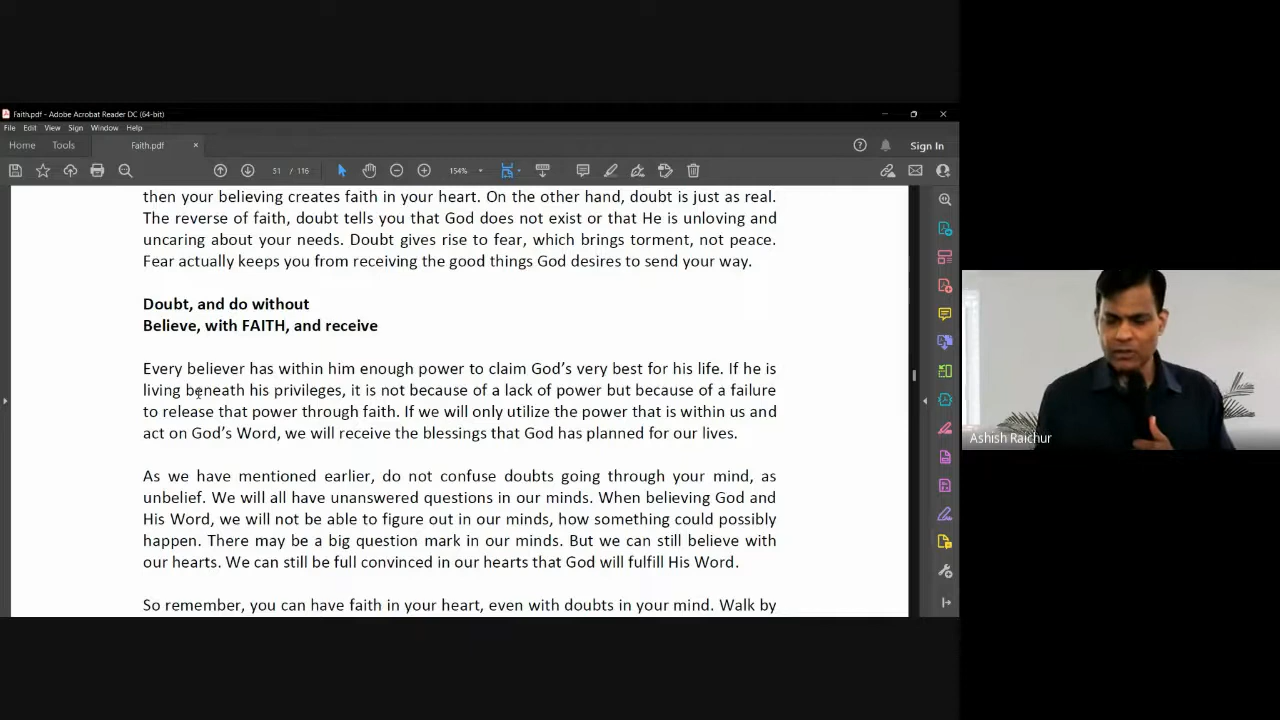 Faith.pdf - Adobe Acrobat Reader DC (64-bit)
File Edit View Sign Window Help
Home Tools Faith.pdf × Sign In
51 / 116 154%
then your believing creates faith in your heart. On the other hand, doubt is just as real.
The reverse of faith, doubt tells you that God does not exist or that He is unloving and
uncaring about your needs. Doubt gives rise to fear, which brings torment, not peace.
Fear actually keeps you from receiving the good things God desires to send your way.
Doubt, and do without
Believe, with FAITH, and receive
Every believer has within him enough power to claim God’s very best for his life. If he is
living beneath his privileges, it is not because of a lack of power but because of a failure
to release that power through faith. If we will only utilize the power that is within us and
act on God’s Word, we will receive the blessings that God has planned for our lives.
As we have mentioned earlier, do not confuse doubts going through your mind, as
unbelief. We will all have unanswered questions in our minds. When believing God and
His Word, we will not be able to figure out in our minds, how something could possibly
happen. There may be a big question mark in our minds. But we can still believe with
our hearts. We can still be full convinced in our hearts that God will fulfill His Word.
So remember, you can have faith in your heart, even with doubts in your mind. Walk by
Ashish Raichur